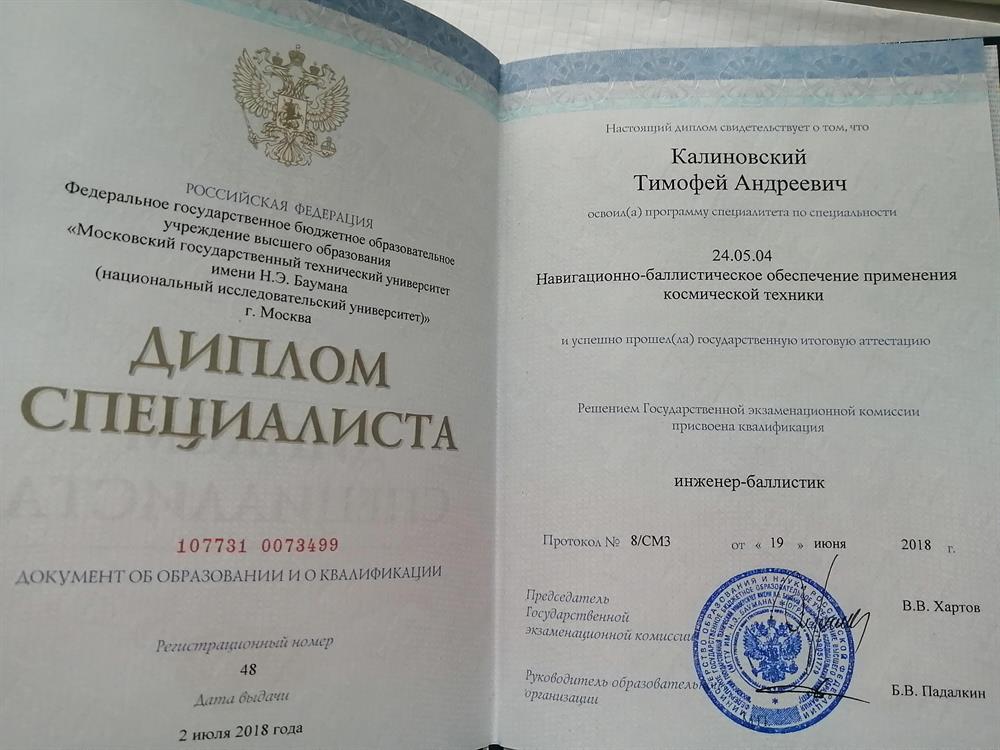 РОССИЙСКАЯ ФЕДЕРАЦИЯ
Федеральное государственное бюджетное образовательное
учреждение высшего образования
«Московский государственный технический университет
имени Н.Э. Баумана
(национальный исследовательский университет)»
г. Москва
ДИПЛОМ
СПЕЦИАЛИСТА
107731 0073499
ДОКУМЕНТ ОБ ОБРАЗОВАНИИ И О КВАЛИФИКАЦИИ
Регистрационный номер
48
Дата выдачи
2 июля 2018 года
Настоящий диплом свидетельствует о том, что
Калиновский
Тимофей Андреевич
освоил(а) программу специалитета по специальности
24.05.04
Навигационно-баллистическое обеспечение применения
космической техники
и успешно прошел(ла) государственную итоговую аттестацию
Решением Государственной экзаменационной комиссии
присвоена квалификация
инженер-баллистик
Протокол № 8/СМ3 от « 19 » июня 2018 г.
Председатель
Государственной
экзаменационной комиссии
В.В. Хартов
Руководитель образователь
организации
Б.В. Падалкин